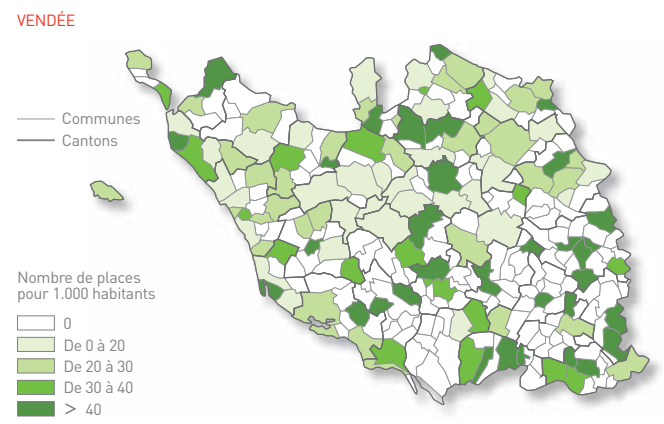 VENDÉE
Communes
Cantons
Nombre de places
pour 1.000 habitants
0
De 0 à 20
De 20 à 30
De 30 à 40
> 40